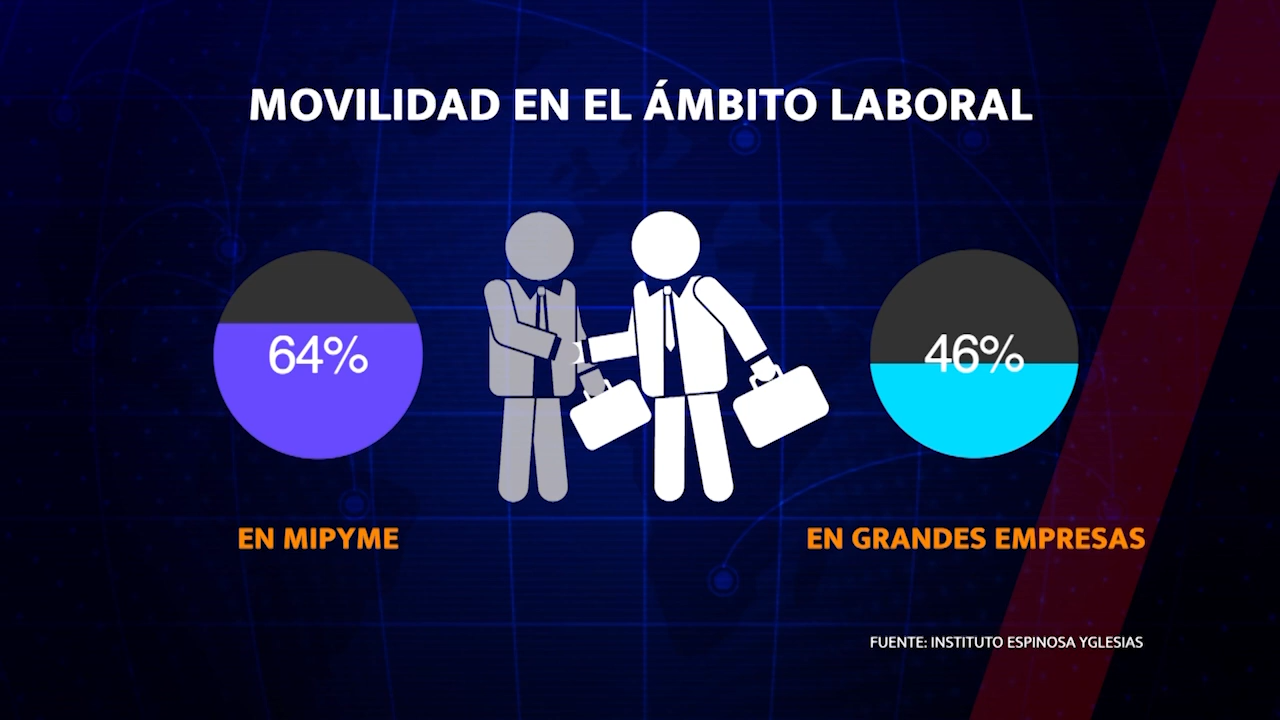 MOVILIDAD EN EL ÁMBITO LABORAL
64%
46%
EN MIPYME
EN GRANDES EMPRESAS
FUENTE: INSTITUTO ESPINOSA YGLESIAS